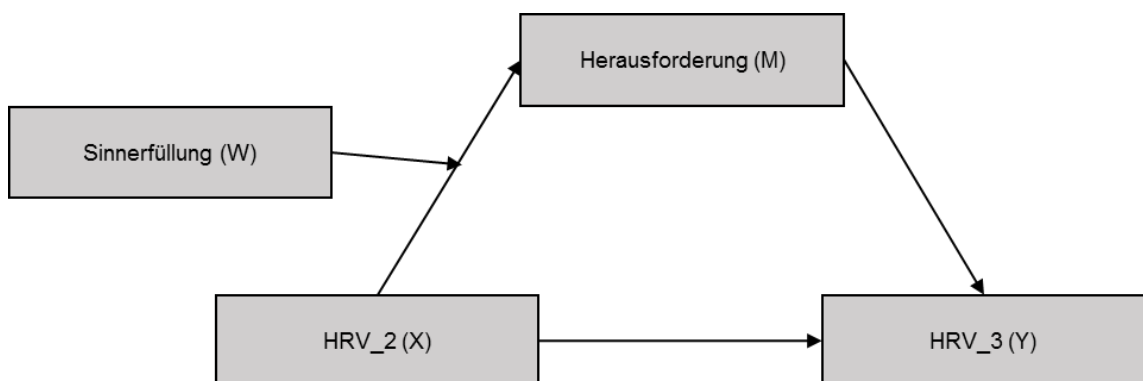 Herausforderung (M)
Sinnerfüllung (W)
HRV_2 (X)
HRV_3 (Y)